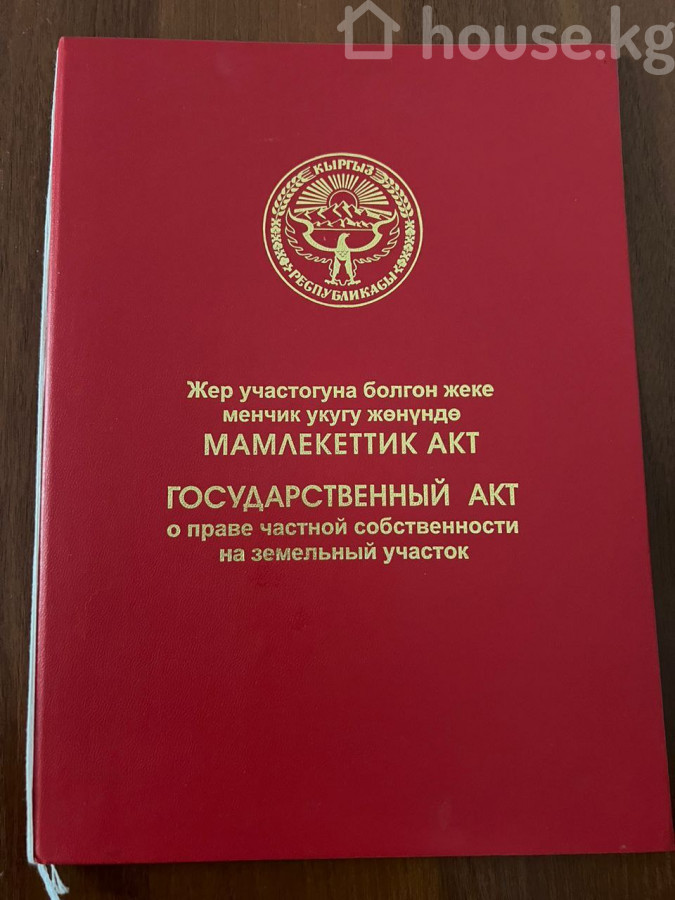 house.kg
КЫРГЫЗ
РЕСПУБЛИКАСЫ
Жер участогуна болгон жеке
менчик укугу жөнүндө
МАМЛЕКЕТТИК АКТ
ГОСУДАРСТВЕННЫЙ АКТ
о праве частной собственности
на земельный участок